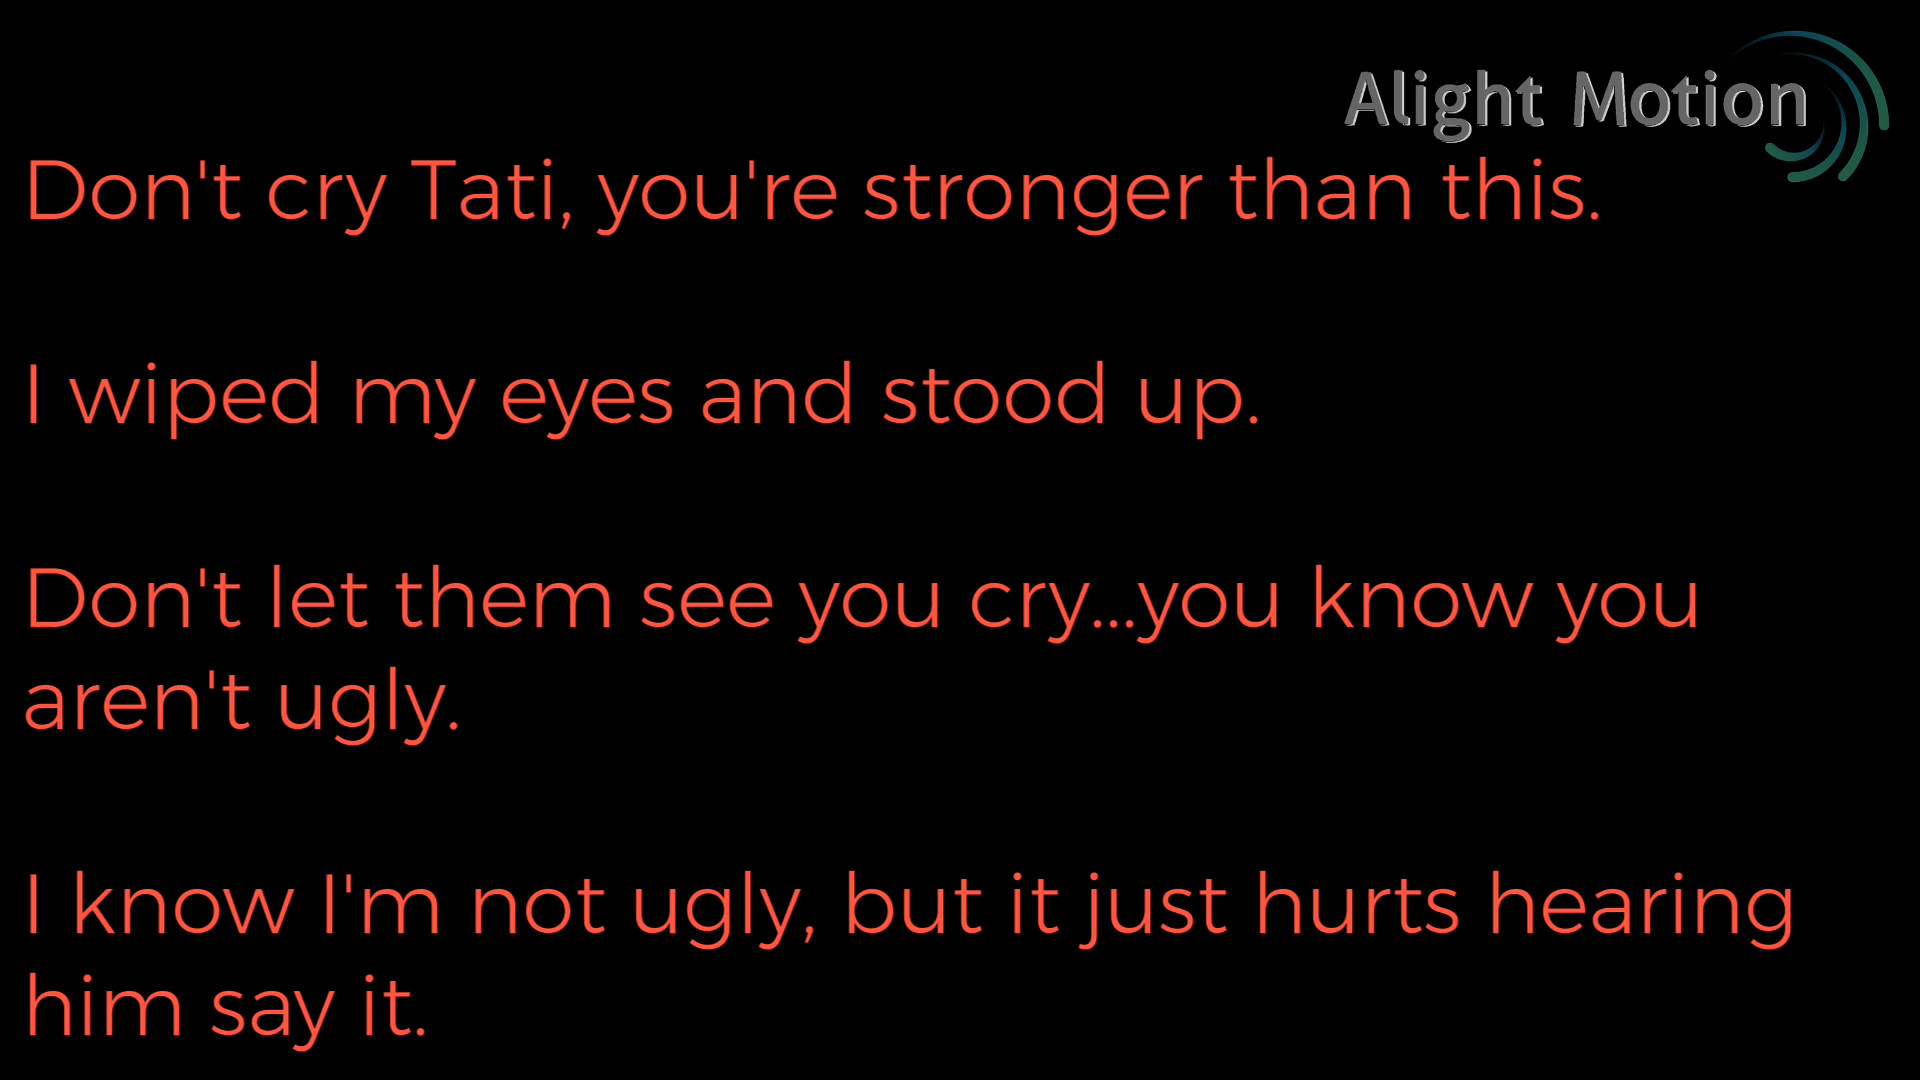 Alight Motion
Don't cry Tati, you're stronger than this.
I wiped my eyes and stood up.
Don't let them see you cry...you know you
aren't ugly.
I know I'm not ugly, but it just hurts hearing
him say it.